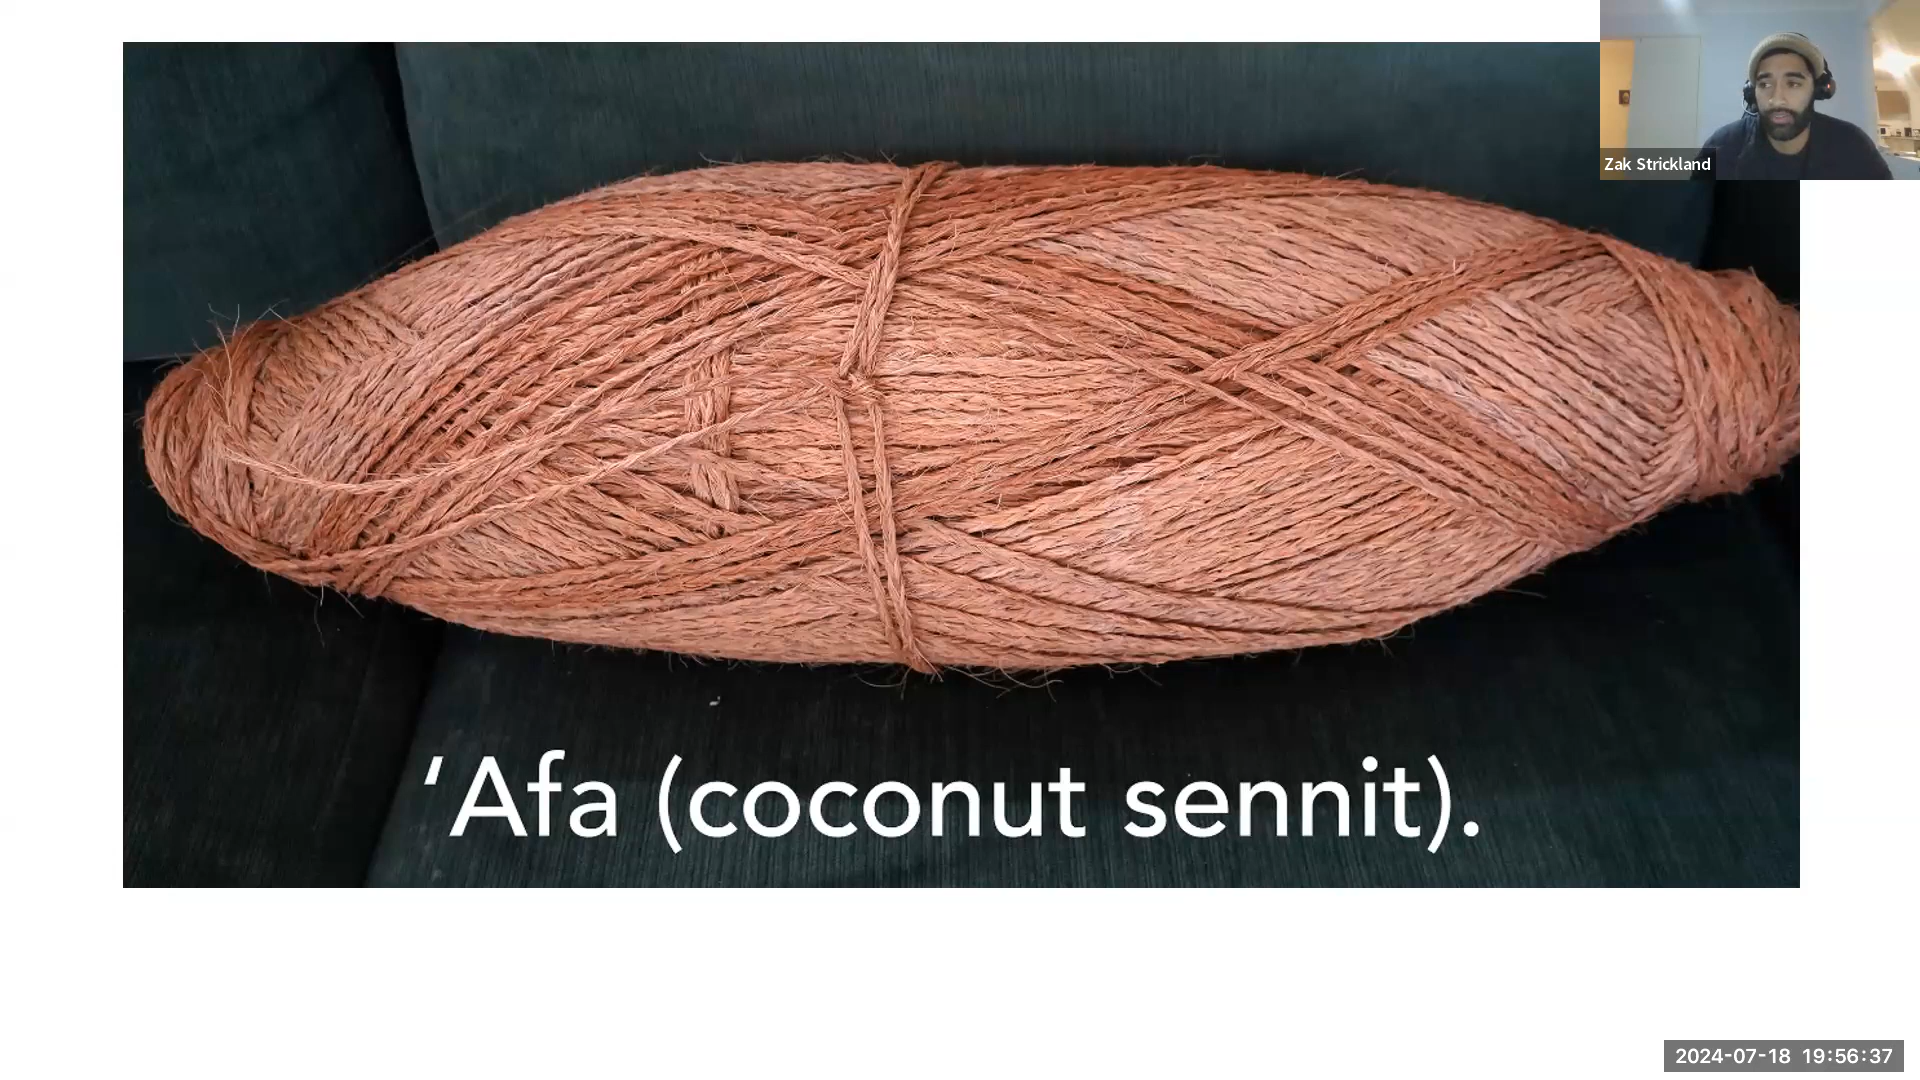 Zak Strickland
‘Afa (coconut sennit).
2024-07-18 19:56:37